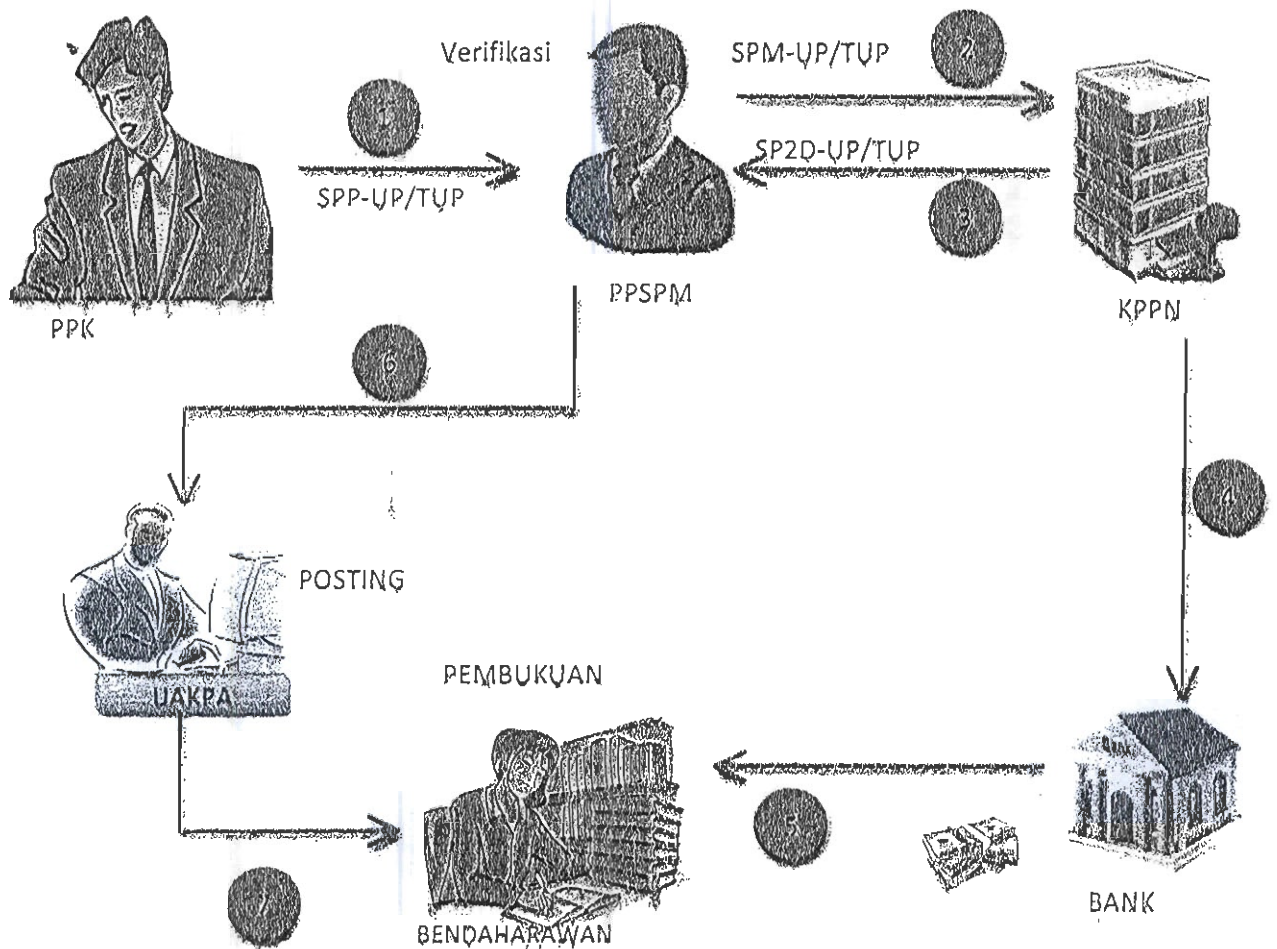 Verifikasi
SPM-UP/TUP
2
1
SP2D-UP/TUP
SPP-UP/TUP
3
PPSPM
KPPN
PPK
6
4
POSTING
PEMBUKUAN
UAKPA
BANK
5
7
BANK
BENDAHARAWAN